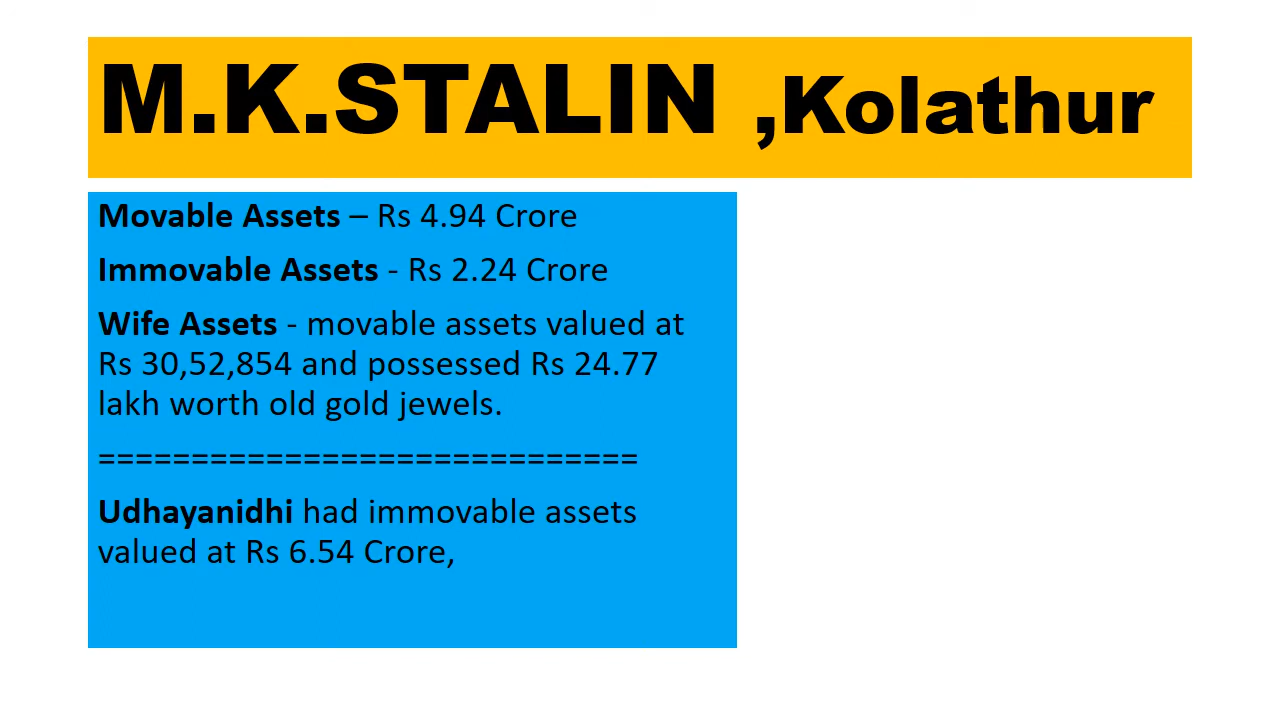 M.K.STALIN ,Kolathur
Movable Assets – Rs 4.94 Crore
Immovable Assets - Rs 2.24 Crore
Wife Assets - movable assets valued at
Rs 30,52,854 and possessed Rs 24.77
lakh worth old gold jewels.
=============================
Udhayanidhi had immovable assets
valued at Rs 6.54 Crore,